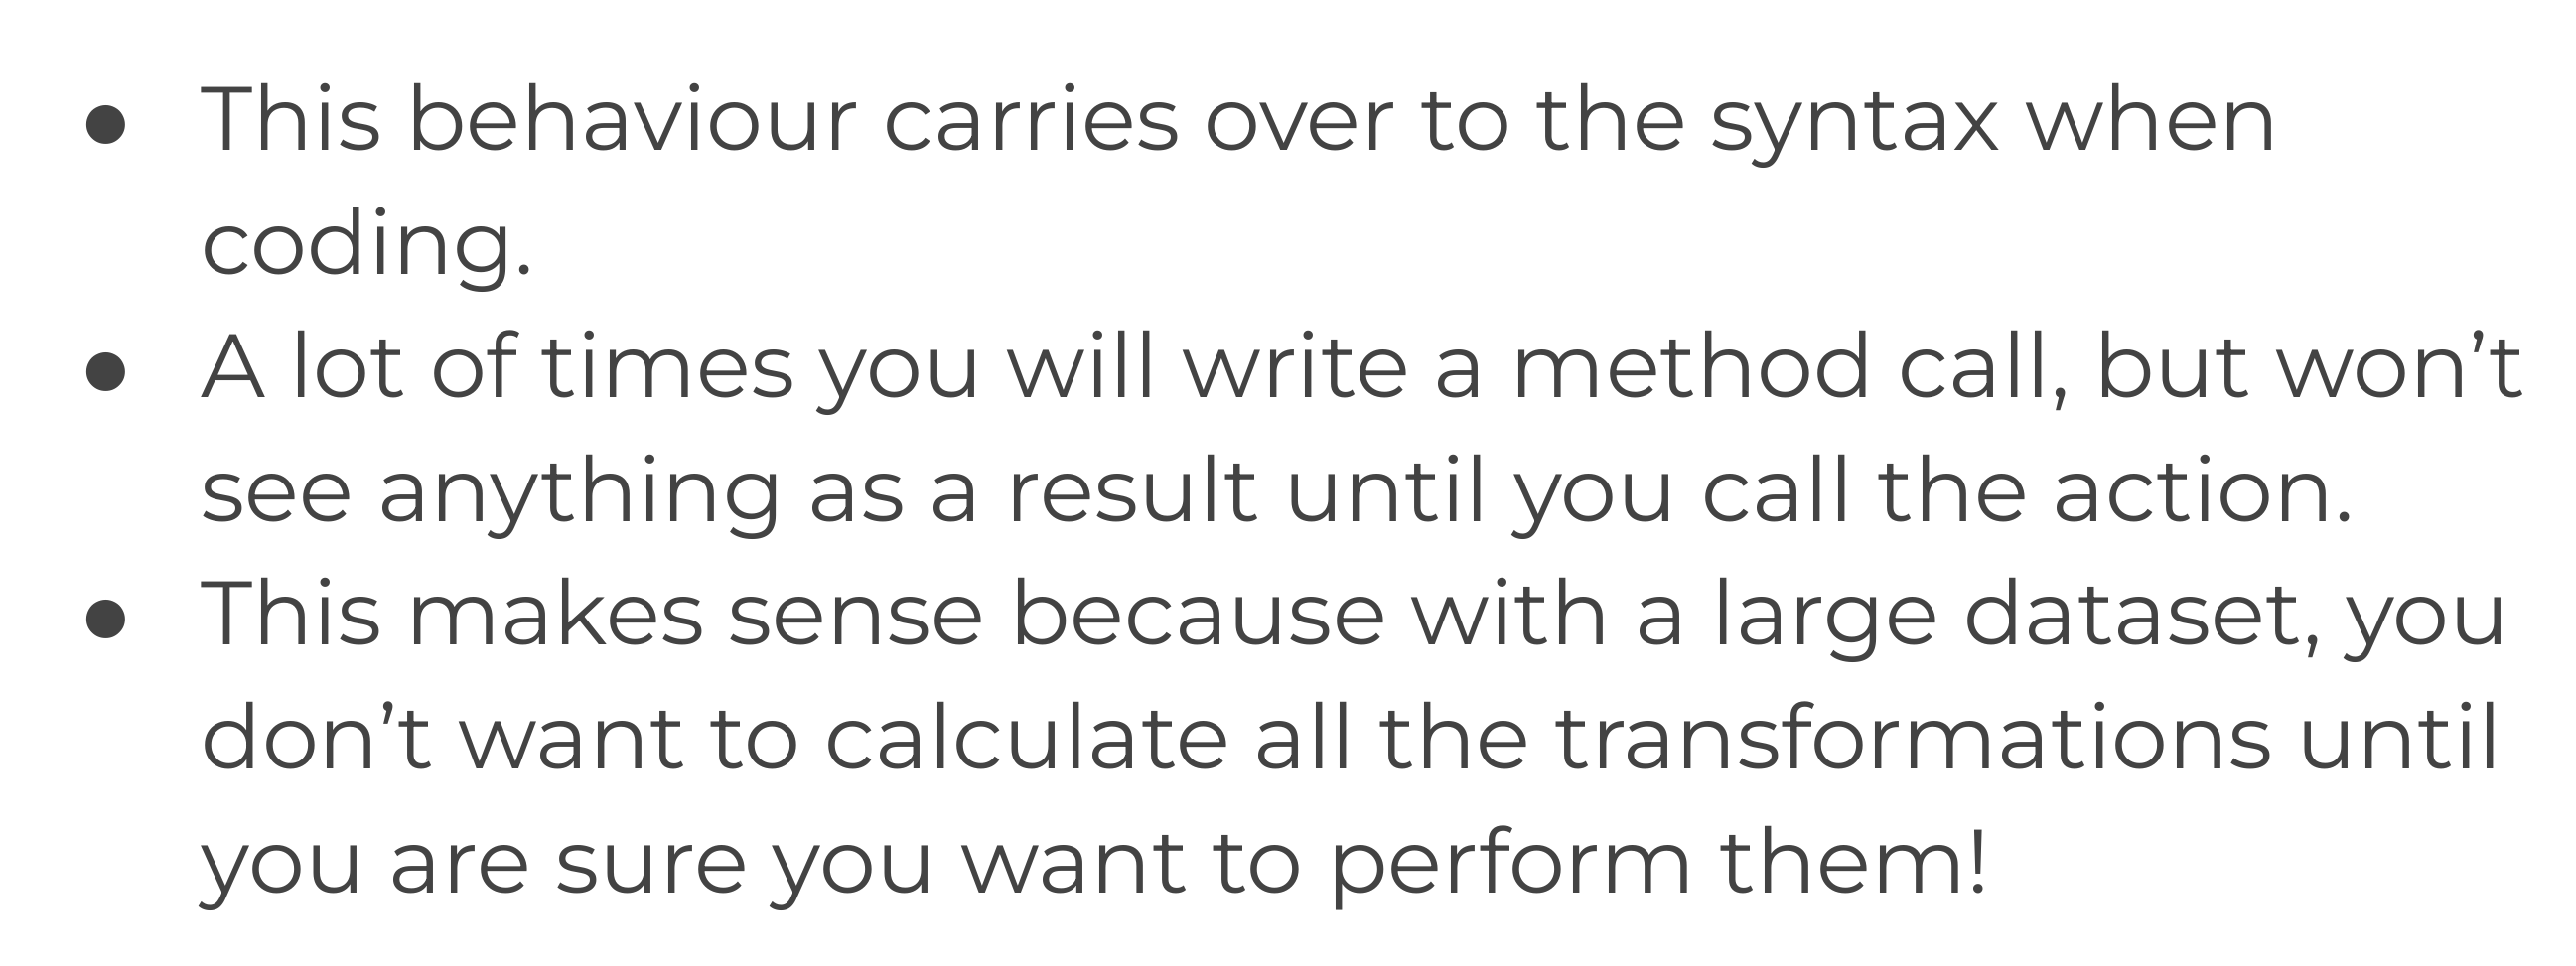 ● This behaviour carries over to the syntax when
coding.
● A lot of times you will write a method call, but won’t
see anything as a result until you call the action.
● This makes sense because with a large dataset, you
don’t want to calculate all the transformations until
you are sure you want to perform them!